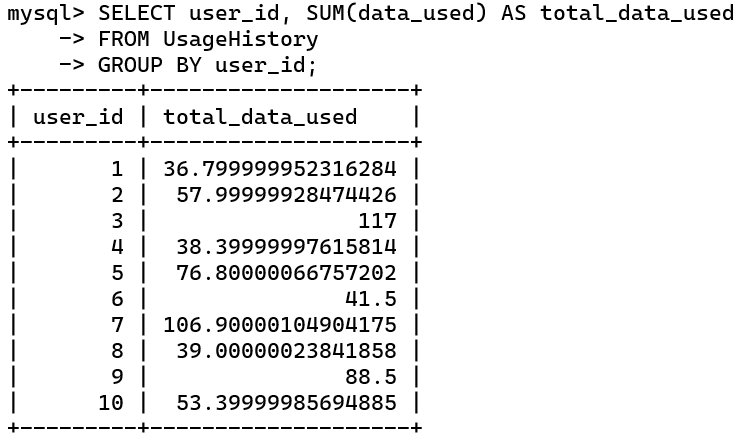 mysql> SELECT user_id, SUM(data_used) AS total_data_used
    -> FROM UsageHistory
    -> GROUP BY user_id;
+---------+--------------------+
| user_id | total_data_used    |
+---------+--------------------+
|       1 | 36.799999952316284 |
|       2 |  57.99999928474426 |
|       3 |                117 |
|       4 |  38.39999997615814 |
|       5 |  76.80000066757202 |
|       6 |               41.5 |
|       7 | 106.90000104904175 |
|       8 |  39.00000023841858 |
|       9 |               88.5 |
|      10 |  53.39999985694885 |
+---------+--------------------+